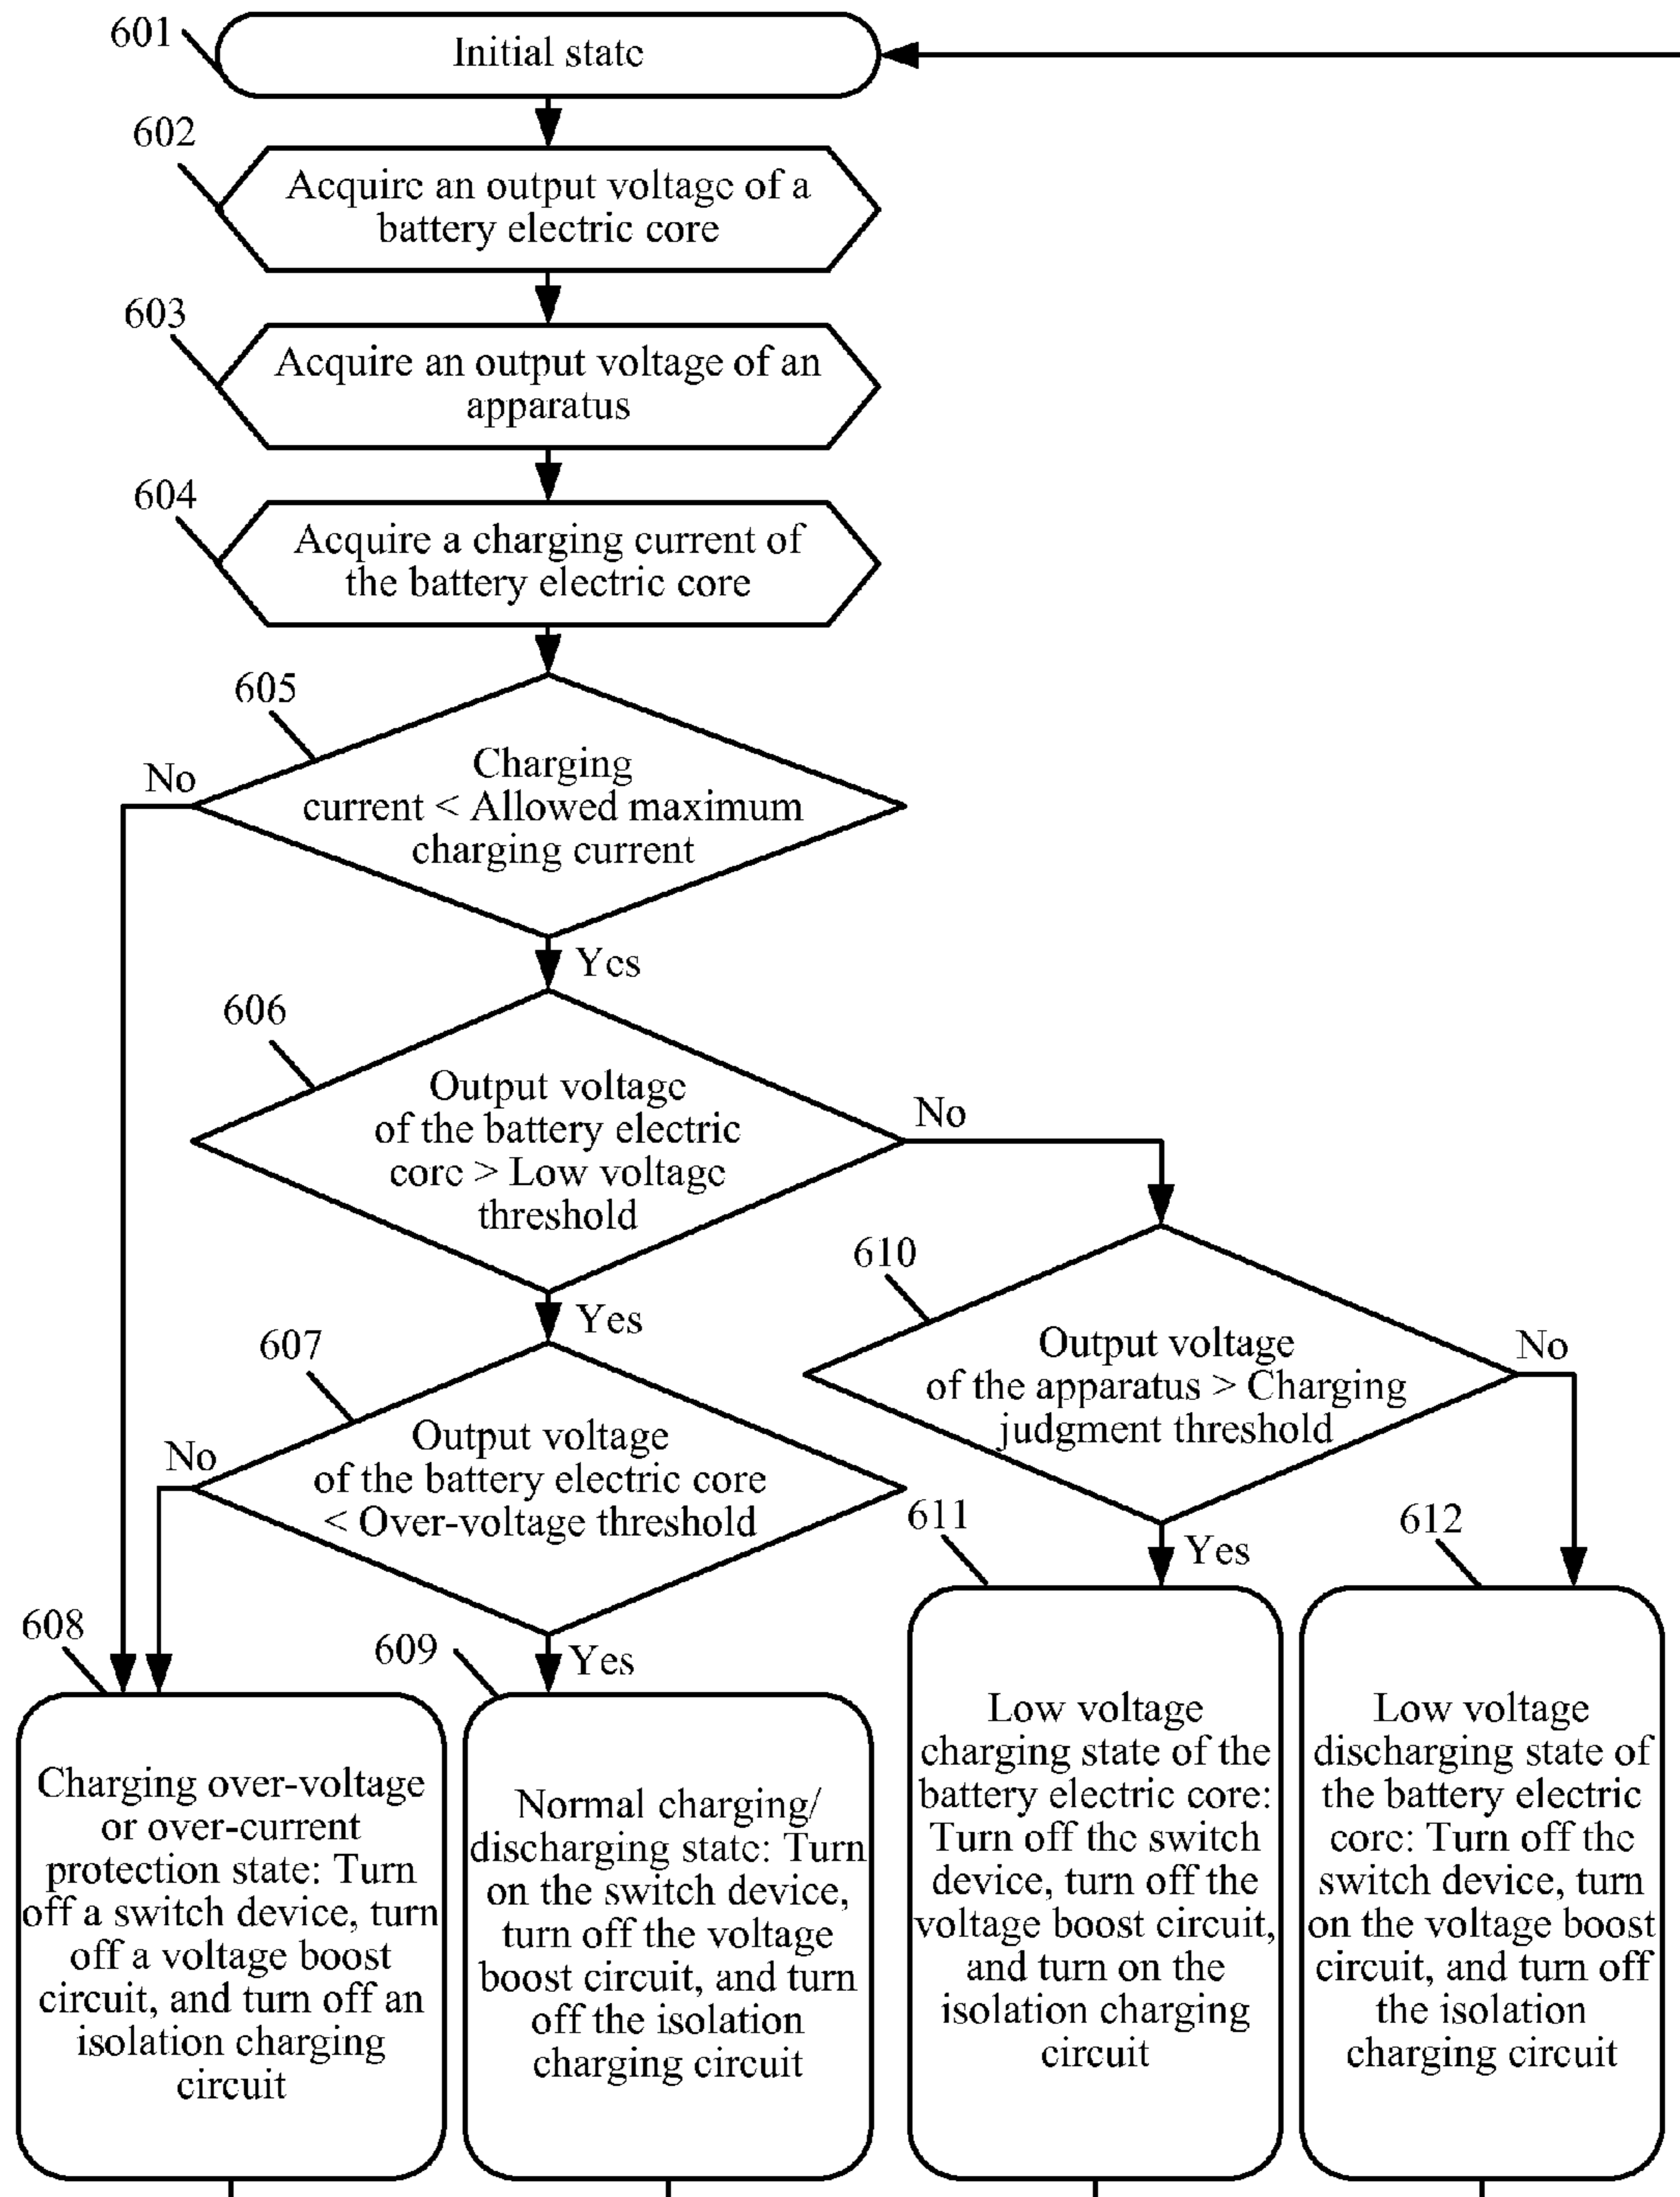 601
Initial state
602
Acquire an output voltage of a
battery electric core
603
Acquire an output voltage of an
apparatus
604
Acquire a charging current of
the battery electric core
605
No
Charging
current < Allowed maximum
charging current
Yes
606
Output voltage
of the battery electric
core > Low voltage
threshold
No
Yes
610
Output voltage
of the apparatus > Charging
judgment threshold
No
607
No
Output voltage
of the battery electric core
< Over-voltage threshold
Yes
611
Yes
612
608
Charging over-voltage
or over-current
protection state: Turn
off a switch device, turn
off a voltage boost
circuit, and turn off an
isolation charging
circuit
609
Normal charging/
discharging state: Turn
on the switch device,
turn off the voltage
boost circuit, and turn
off the isolation
charging circuit
Low voltage
charging state of the
battery electric core:
Turn off the switch
device, turn off the
voltage boost circuit,
and turn on the
isolation charging
circuit
Low voltage
discharging state of
the battery electric
core: Turn off the
switch device, turn
on the voltage boost
circuit, and turn off
the isolation
charging circuit